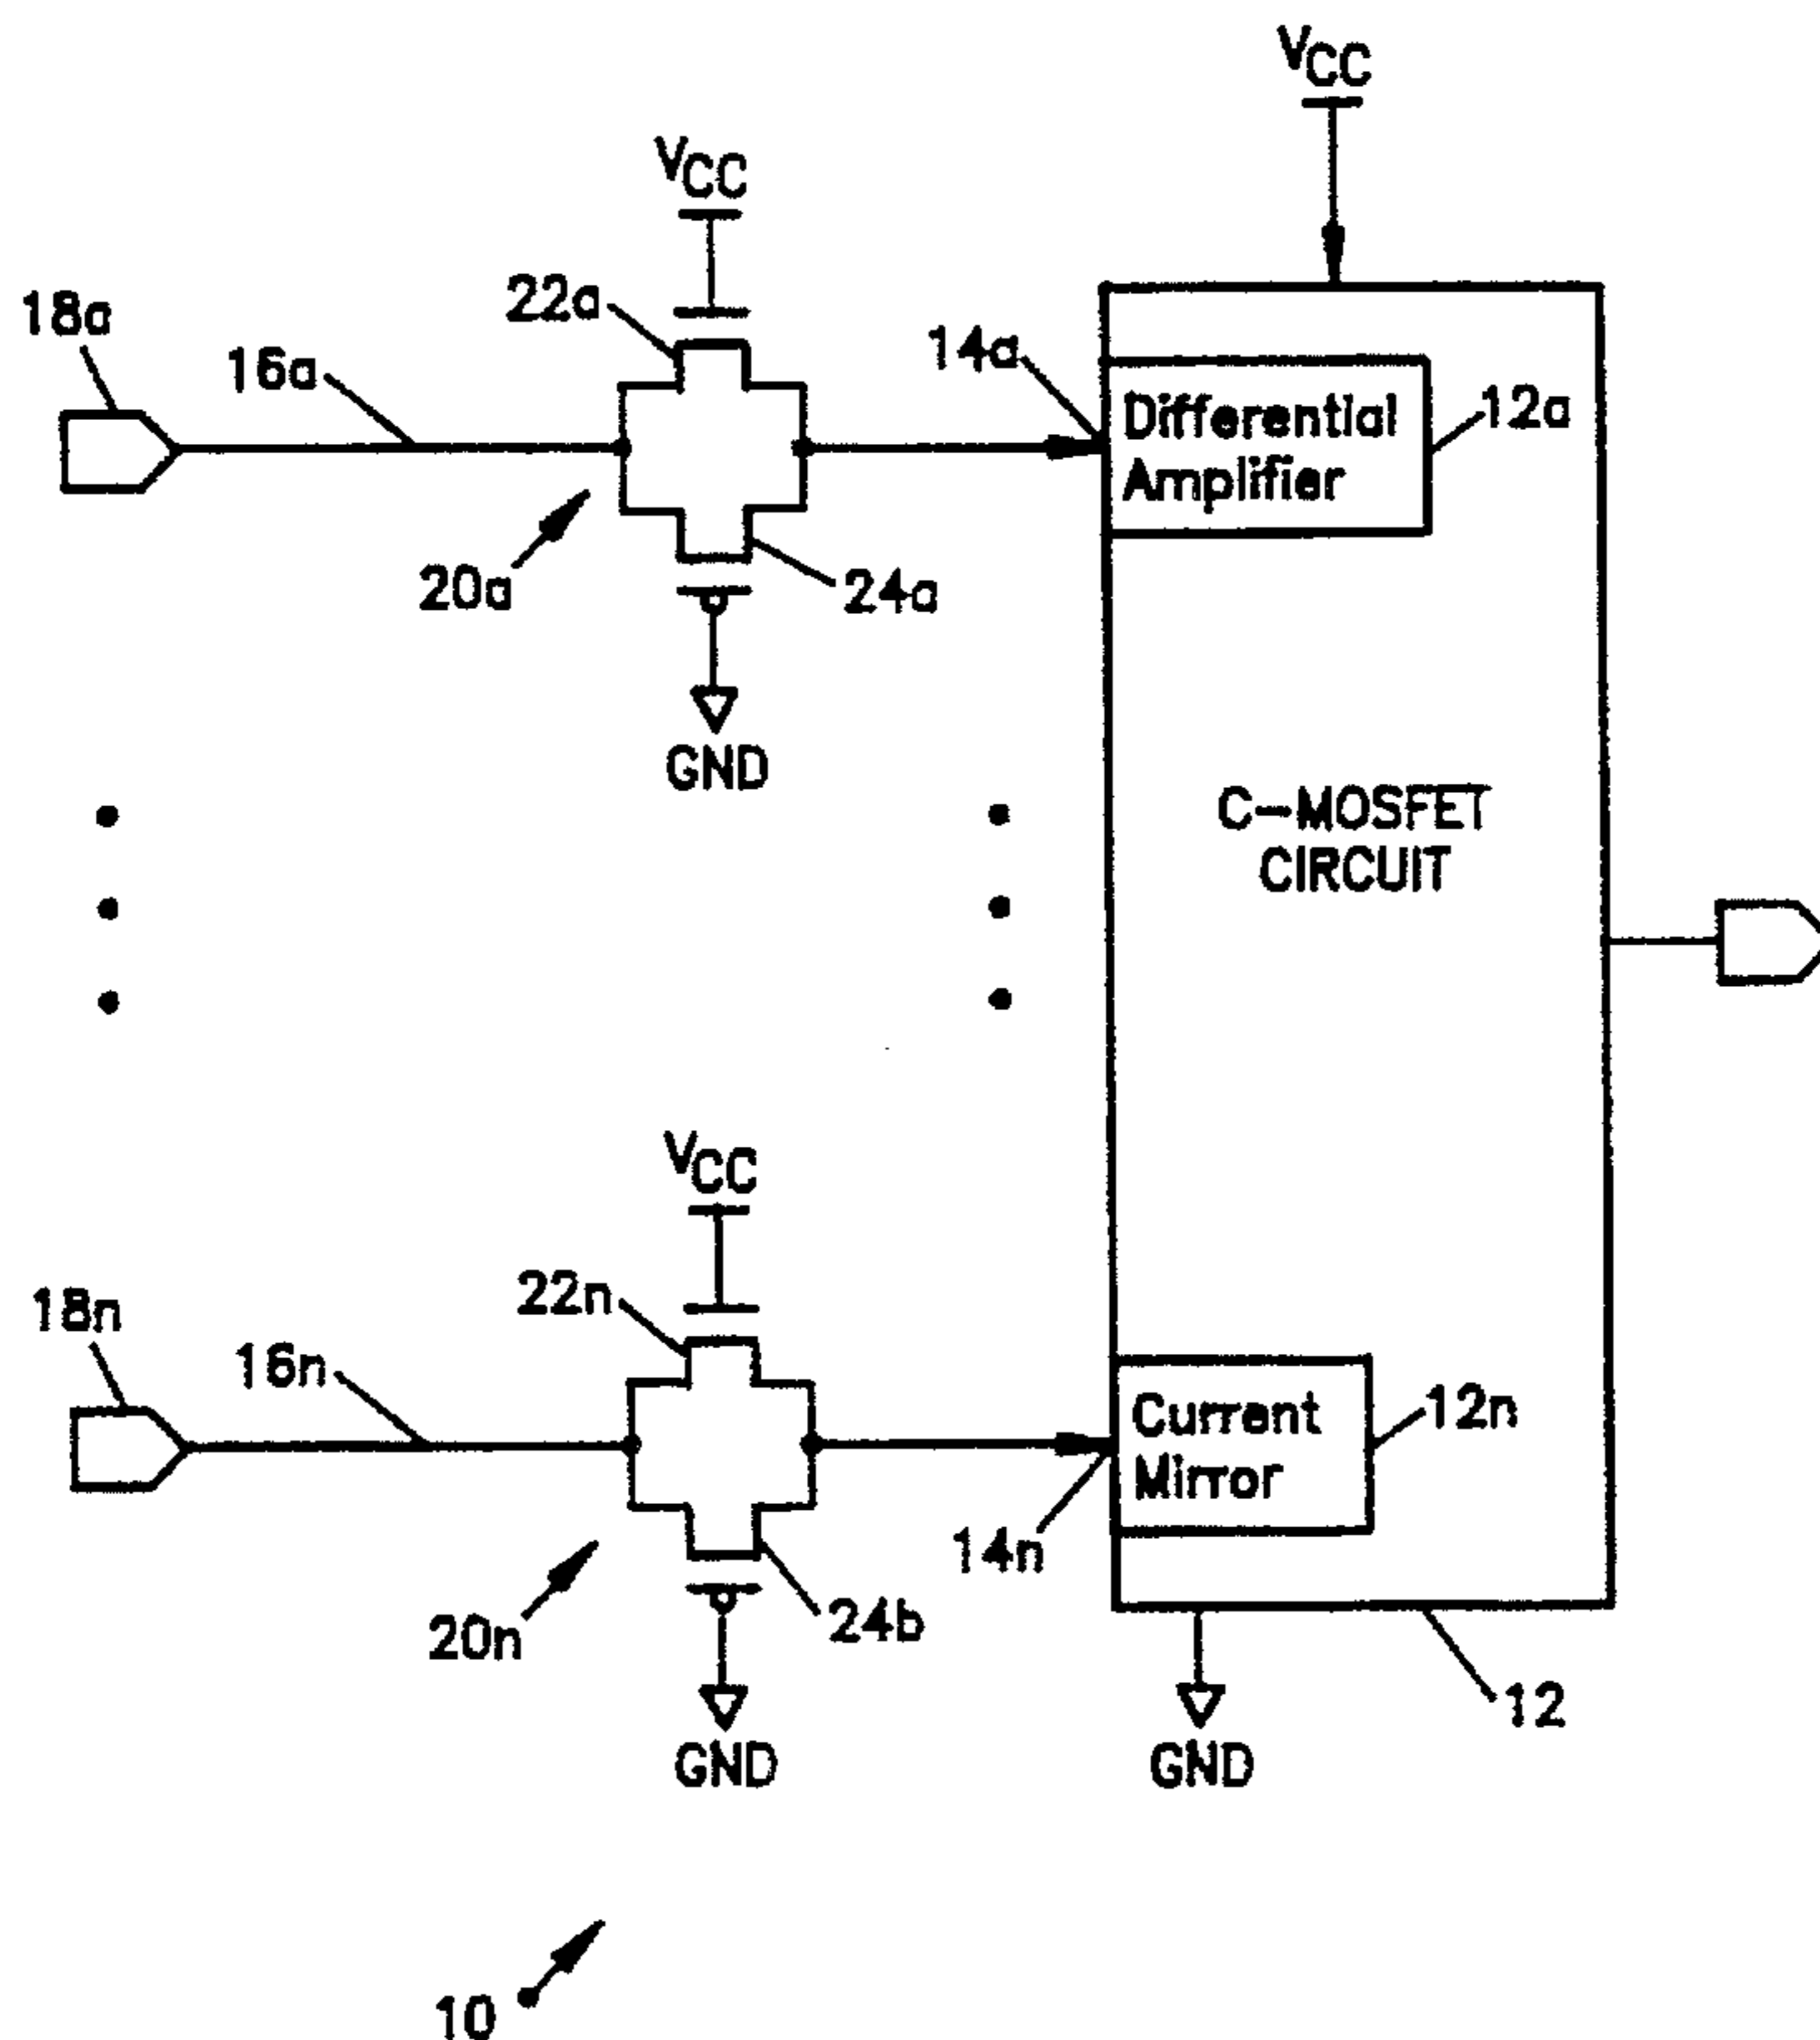 VCC
VCC
22a
18a
16a
14a
Differential
Amplifier
12a
20a
24a
GND
C-MOSFET
CIRCUIT
VCC
22n
18n
16n
Current
Mirror
12n
14n
20n
24b
GND
GND
12
10